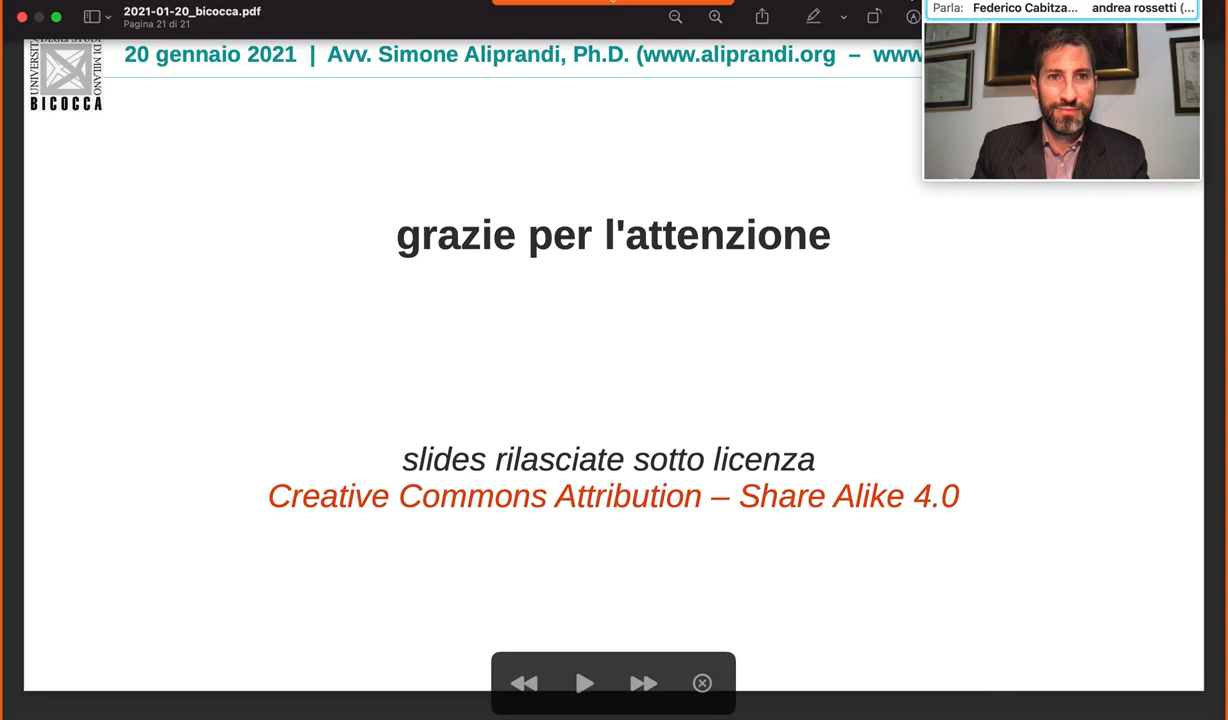 2021-01-20_bicocca.pdf
Pagina 21 di 21
Parla: Federico Cabitza... andrea rossetti (...
UNIVERSITÀ DEGLI STUDI DI MILANO
BICOCCA
20 gennaio 2021 | Avv. Simone Aliprandi, Ph.D. (www.aliprandi.org – www
grazie per l'attenzione
slides rilasciate sotto licenza
Creative Commons Attribution – Share Alike 4.0